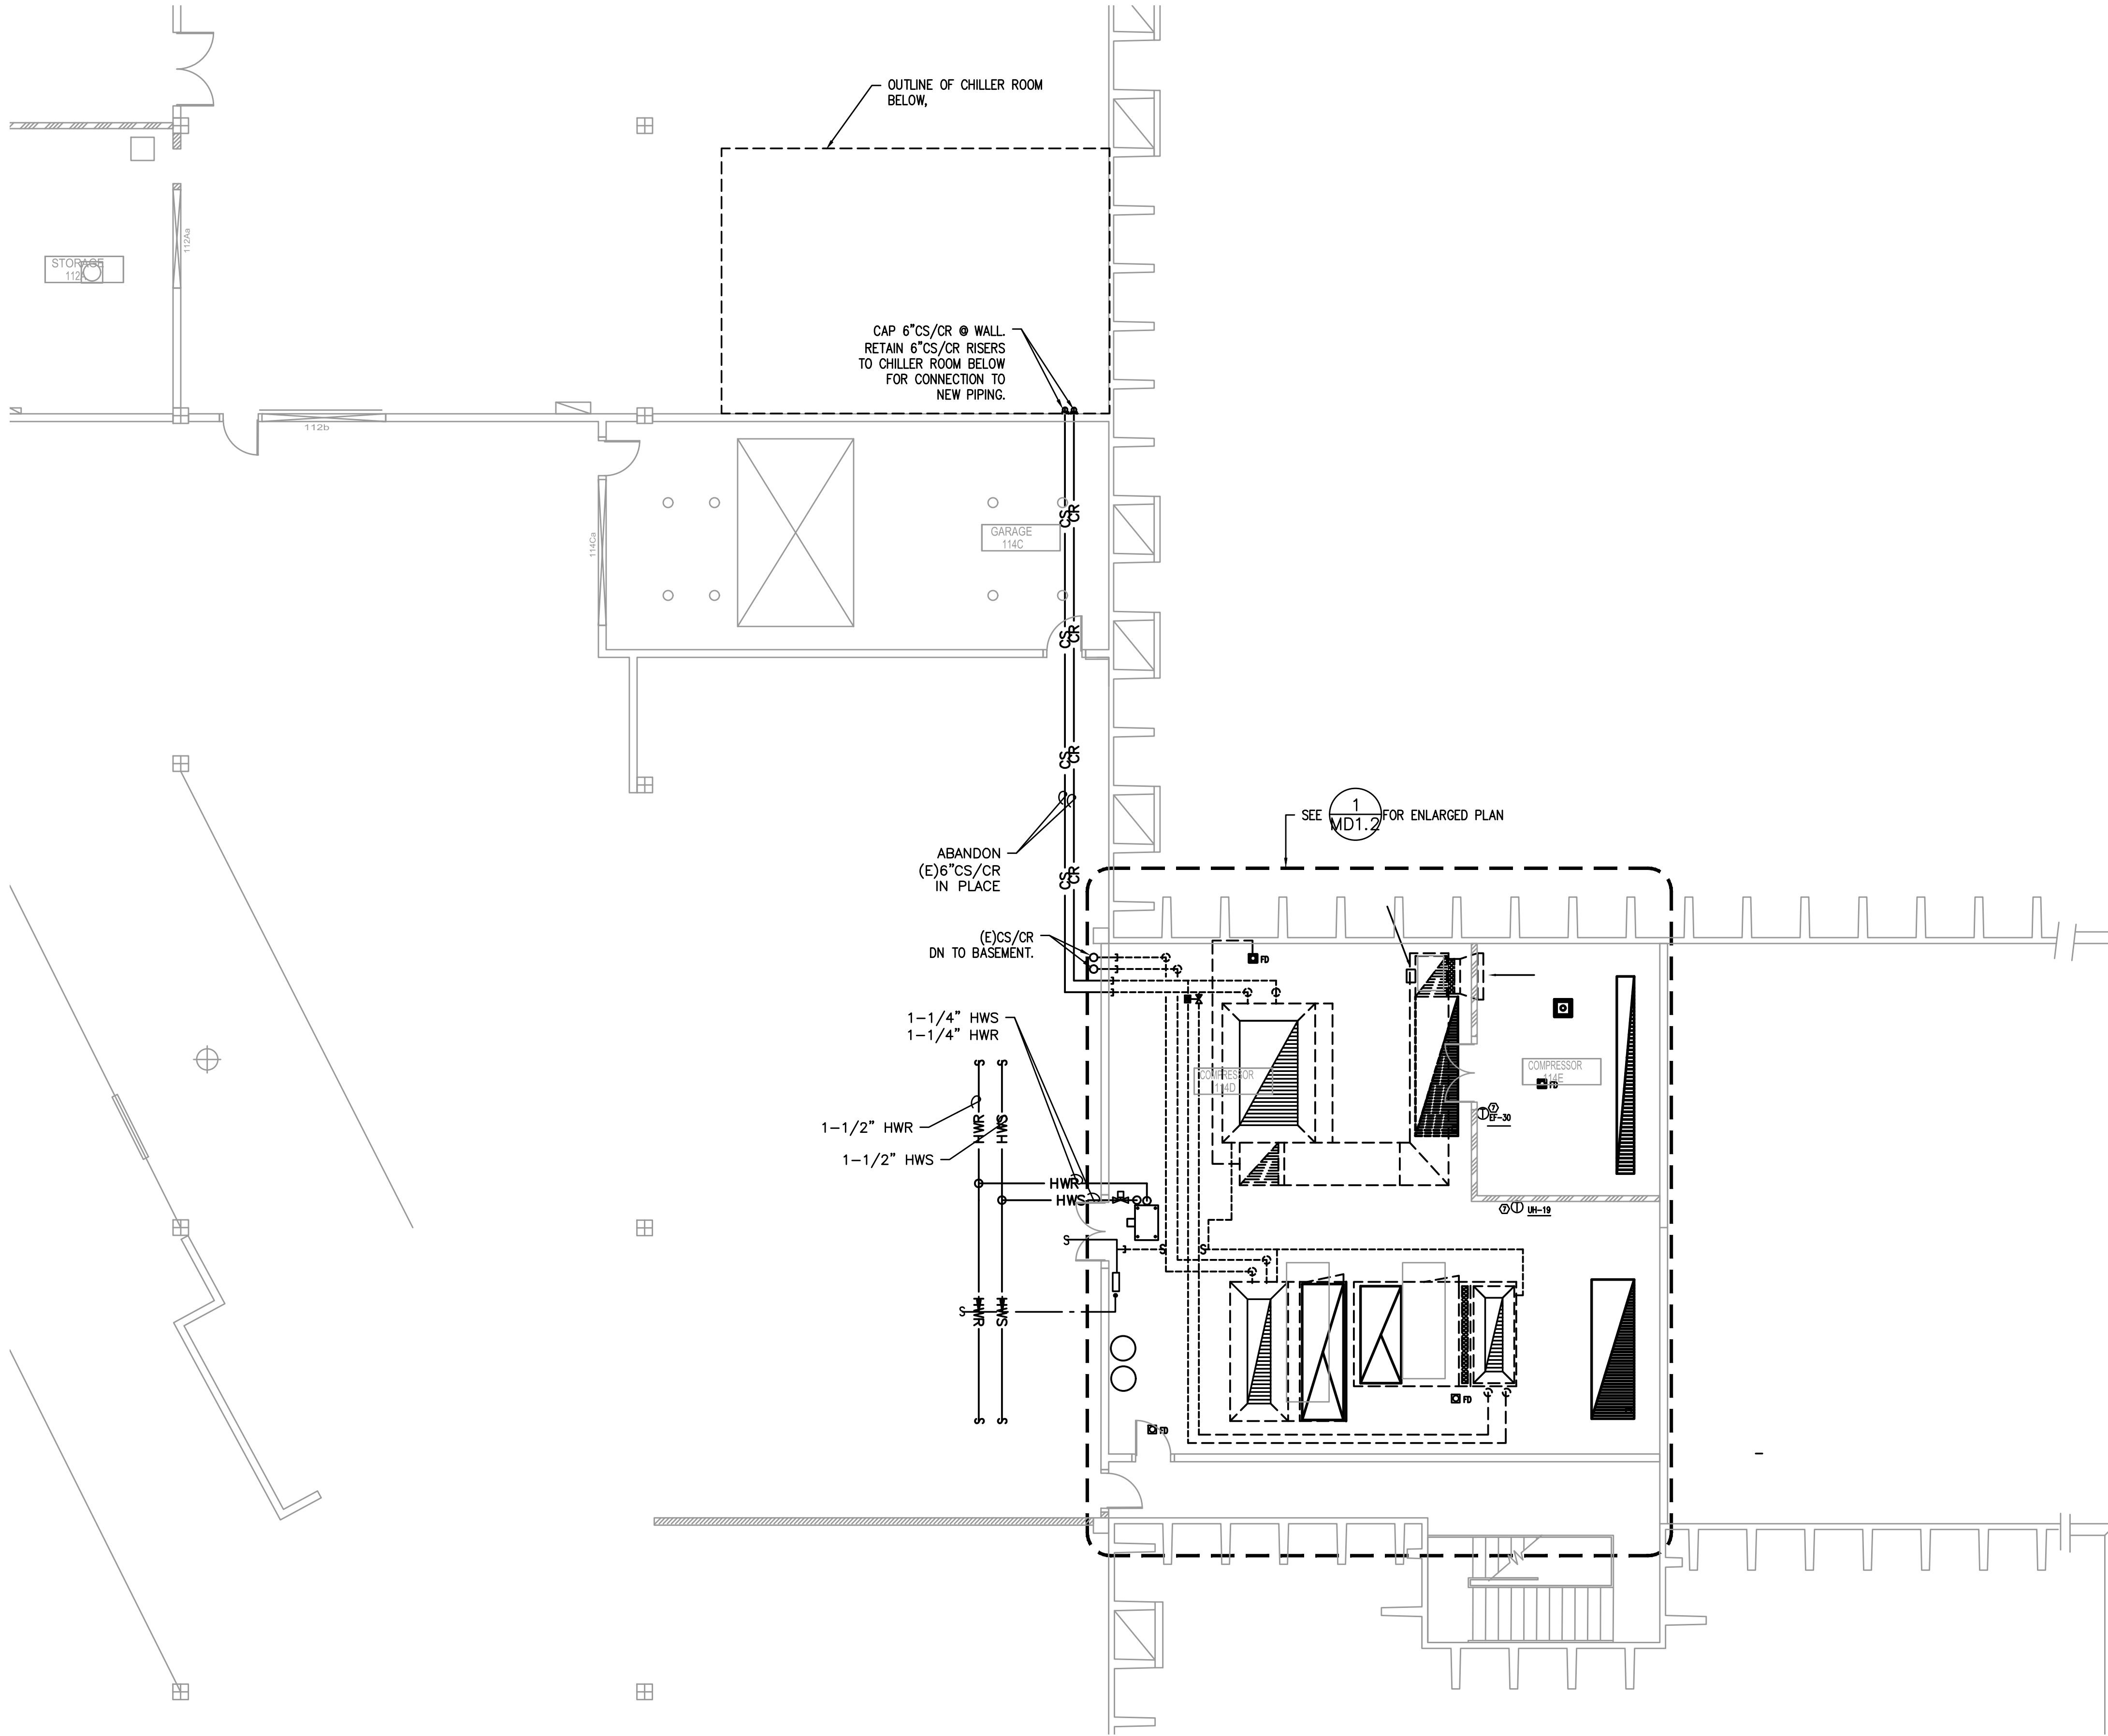 OUTLINE OF CHILLER ROOM
BELOW,
112Aa
STORAGE
CAP 6"CS/CR @ WALL.
RETAIN 6"CS/CR RISERS
TO CHILLER ROOM BELOW
FOR CONNECTION TO
NEW PIPING.
112b
CS
CR
GARAGE
114C
114Ca
CS
CR
CS
CR
SEE
1
MD1.2
FOR ENLARGED PLAN
ABANDON
(E)6"CS/CR
IN PLACE
CS
CR
(E)CS/CR
DN TO BASEMENT.
FD
1-1/4" HWS
1-1/4" HWR
COMPRESSOR
114D
COMPRESSOR
114E
FD
7
EF-30
1-1/2" HWR
HWR
HWS
1-1/2" HWS
HWR
HWS
7
UH-19
HWR
HWS
FD
FD